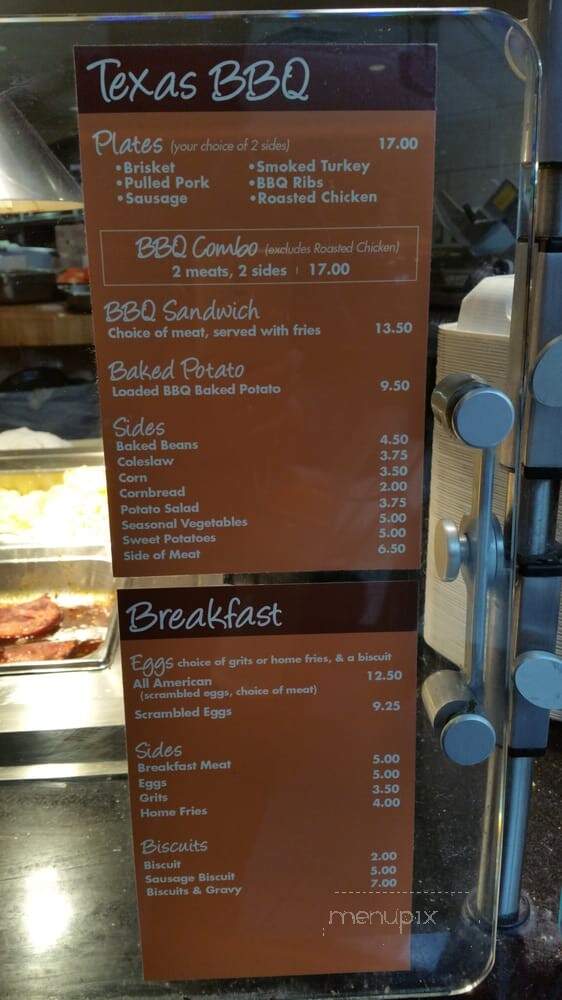 Texas BBQ
Plates (your choice of 2 sides) 17.00
•Brisket •Smoked Turkey
•Pulled Pork •BBQ Ribs
•Sausage •Roasted Chicken
BBQ Combo (excludes Roasted Chicken)
2 meats, 2 sides | 17.00
BBQ Sandwich
Choice of meat, served with fries 13.50
Baked Potato
Loaded BBQ Baked Potato 9.50
Sides
Baked Beans 4.50
Coleslaw 3.75
Corn 3.50
Cornbread 2.00
Potato Salad 3.75
Seasonal Vegetables 5.00
Sweet Potatoes 5.00
Side of Meat 6.50
Breakfast
Eggs choice of grits or home fries, & a biscuit
All American 12.50
(scrambled eggs, choice of meat)
Scrambled Eggs 9.25
Sides
Breakfast Meat 5.00
Eggs 5.00
Grits 3.50
Home Fries 4.00
Biscuits
Biscuit 2.00
Sausage Biscuit 5.00
Biscuits & Gravy 7.00
menupix